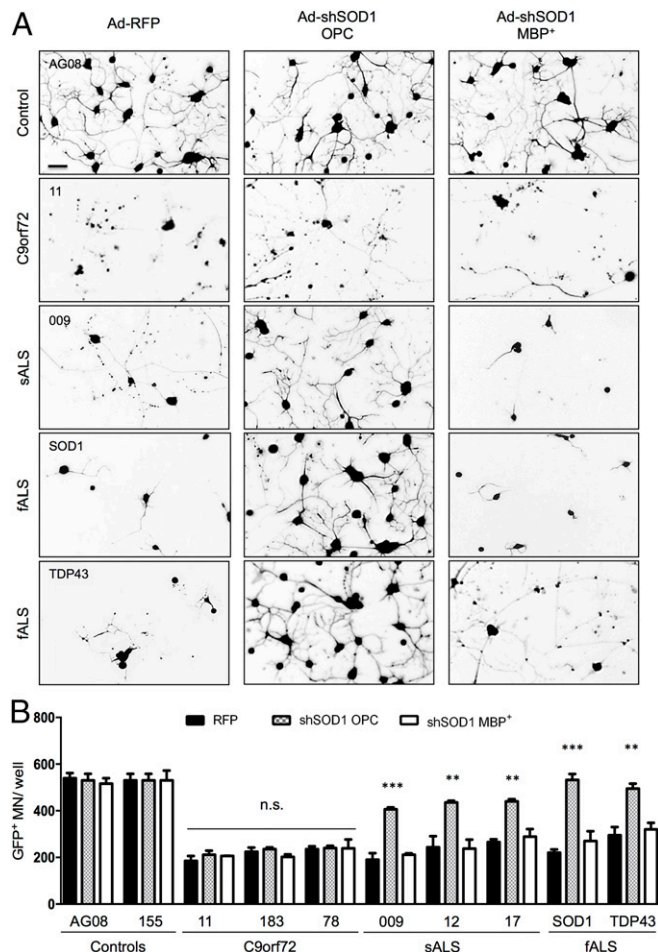 A
Ad-RFP
Ad-shSOD1
OPC
Ad-shSOD1
MBP⁺
Control
AG08
C9orf72
11
sALS
009
fALS
SOD1
fALS
TDP43
B
RFP shSOD1 OPC shSOD1 MBP⁺
GFP⁺ MN/ well
800
600
400
200
0
n.s.
*** ** ** *** **
AG08 155 11 183 78 009 12 17 SOD1 TDP43
Controls C9orf72 sALS fALS